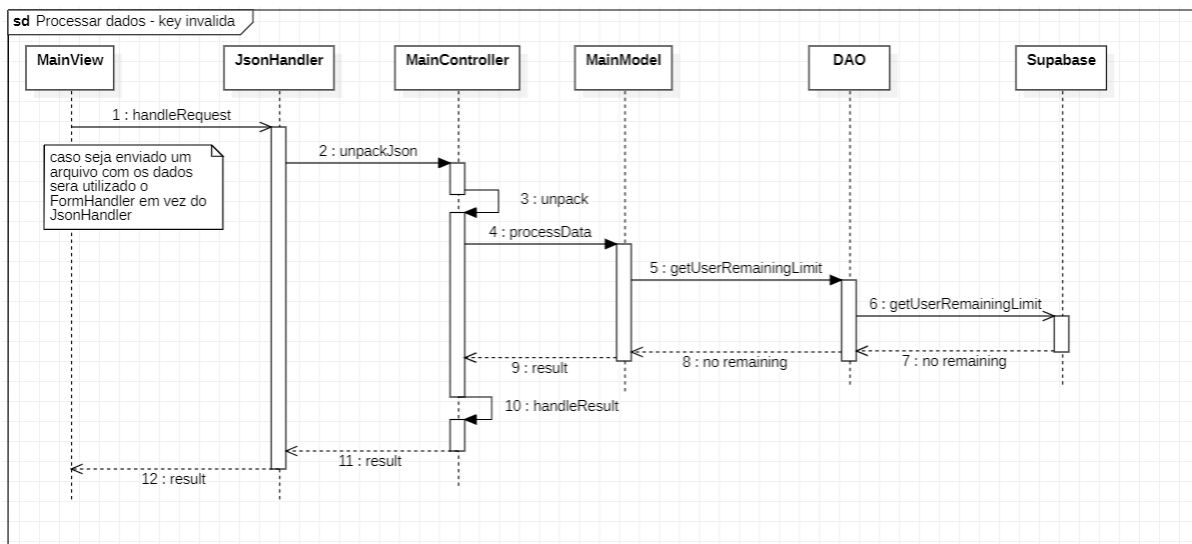 sd Processar dados - key invalida
MainView
JsonHandler
MainController
MainModel
DAO
Supabase
1 : handleRequest
caso seja enviado um
arquivo com os dados
sera utilizado o
FormHandler em vez do
JsonHandler
2 : unpackJson
3 : unpack
4 : processData
5 : getUserRemainingLimit
6 : getUserRemainingLimit
7 : no remaining
8 : no remaining
9 : result
10 : handleResult
11 : result
12 : result